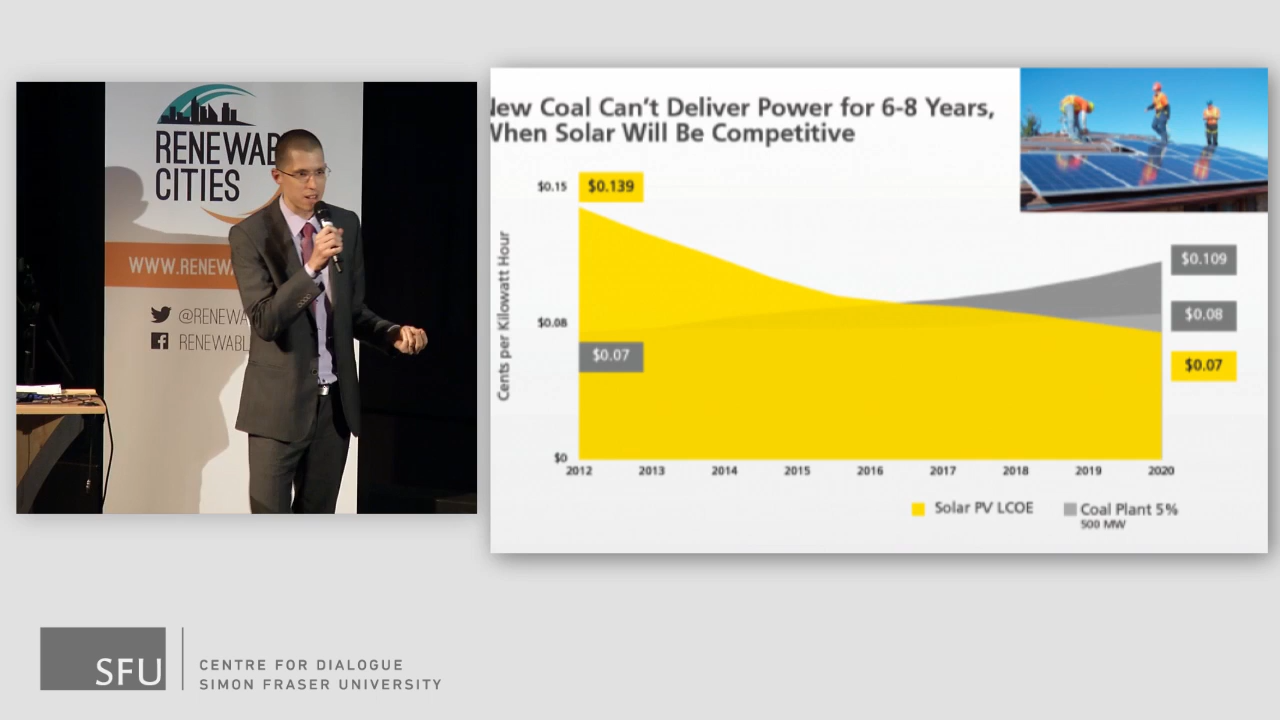 RENEWAB
CITIES
WWW.RENEW
@RENEWA
RENEWABL
New Coal Can't Deliver Power for 6-8 Years,
When Solar Will Be Competitive
$0.15
$0.139
$0.109
$0.08
$0.08
$0.07
$0.07
$0
Cents per Kilowatt Hour
2012 2013 2014 2015 2016 2017 2018 2019 2020
Solar PV LCOE
Coal Plant 5%
500 MW
SFU
CENTRE FOR DIALOGUE
SIMON FRASER UNIVERSITY